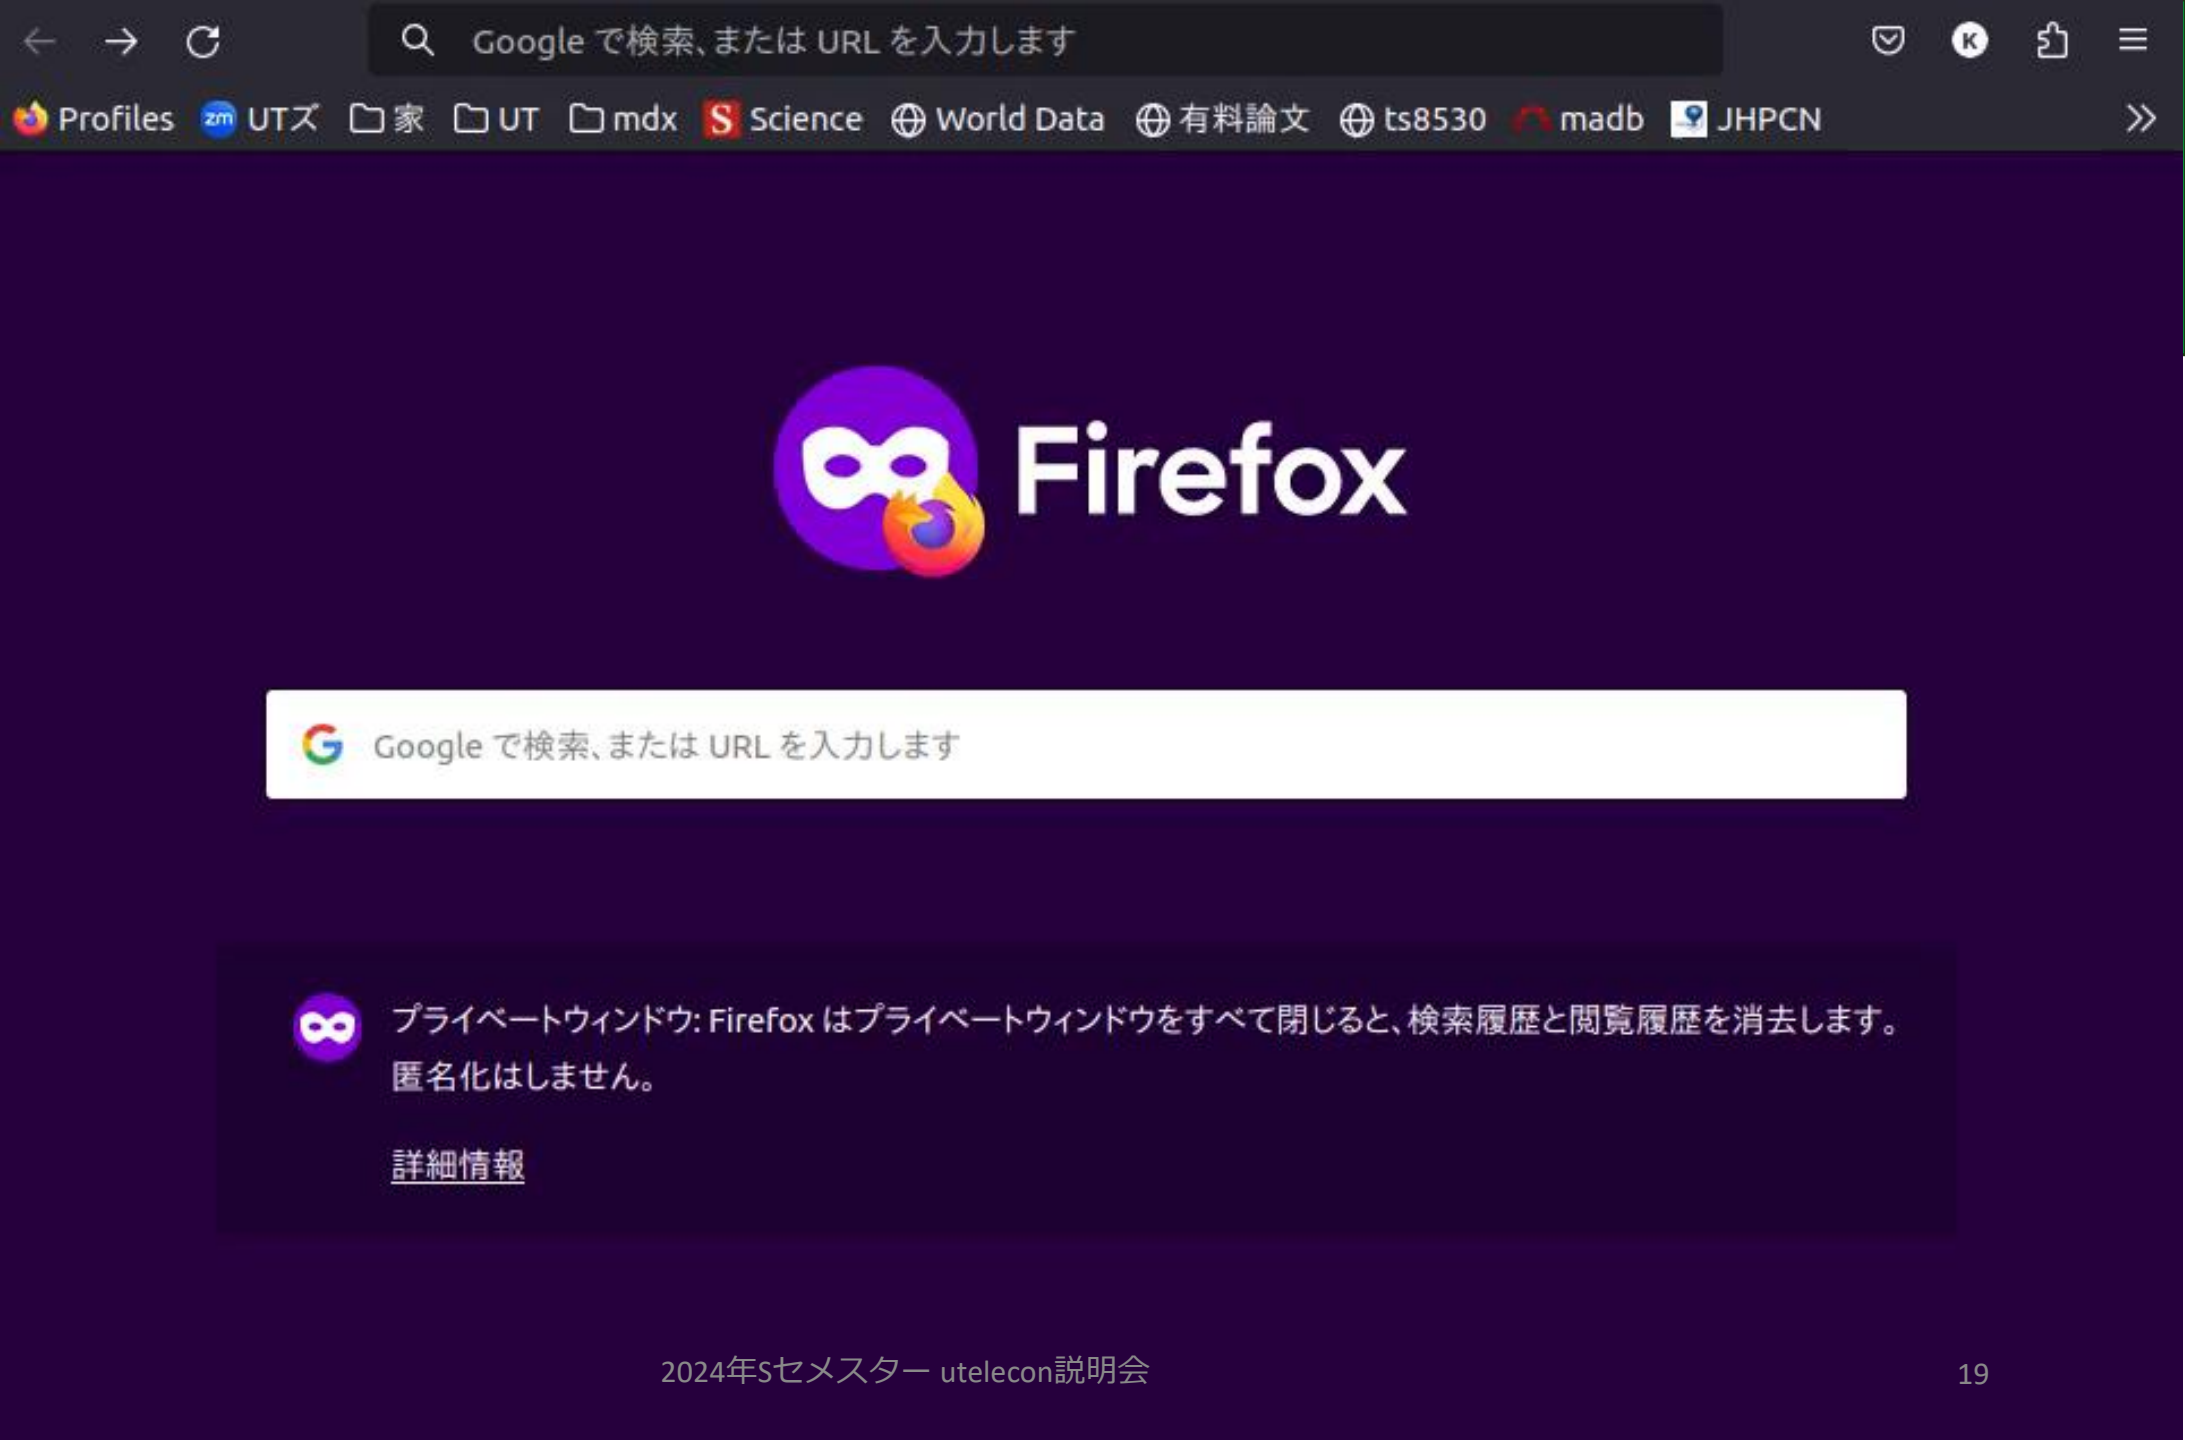 Google で検索、または URL を入力します
K
Profiles zm UTズ 家 UT mdx S Science World Data 有料論文 ts8530 madb JHPCN
Firefox
G Google で検索、または URL を入力します
プライベートウィンドウ: Firefox はプライベートウィンドウをすべて閉じると、検索履歴と閲覧履歴を消去します。
匿名化はしません。
詳細情報
2024年Sセメスター utelecon説明会
19